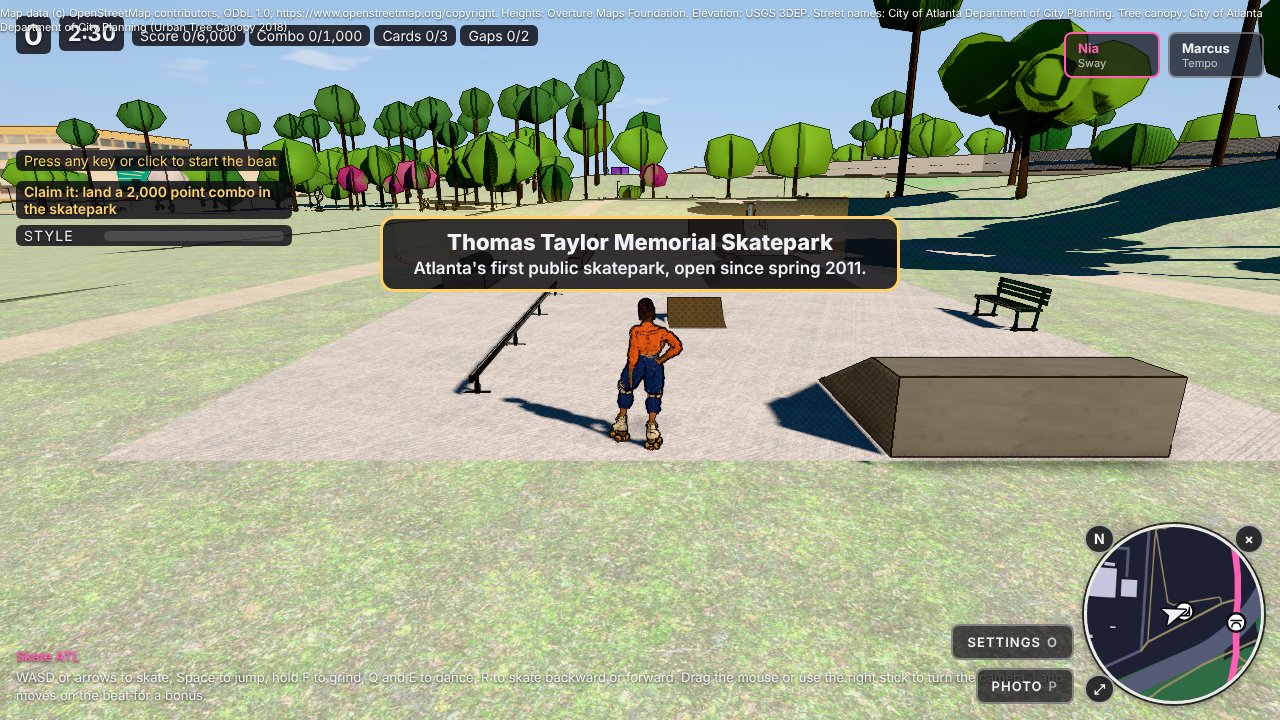 Map data (c) OpenStreetMap contributors, ODbL 1.0, https://www.openstreetmap.org/copyright. Heights: Overture Maps Foundation. Elevation: USGS 3DEP. Street names: City of Atlanta Department of City Planning. Tree canopy: City of Atlanta
Department of City Planning (Urban Tree Canopy 2018).
0
2:30
Score 0/6,000
Combo 0/1,000
Cards 0/3
Gaps 0/2
Nia
Sway
Marcus
Tempo
Press any key or click to start the beat
Claim it: land a 2,000 point combo in
the skatepark
STYLE
Thomas Taylor Memorial Skatepark
Atlanta's first public skatepark, open since spring 2011.
N
×
SETTINGS O
PHOTO P
Skate ATL
WASD or arrows to skate, Space to jump, hold F to grind, Q and E to dance, R to skate backward or forward. Drag the mouse or use the right stick to turn the camera. Land
moves on the beat for a bonus.